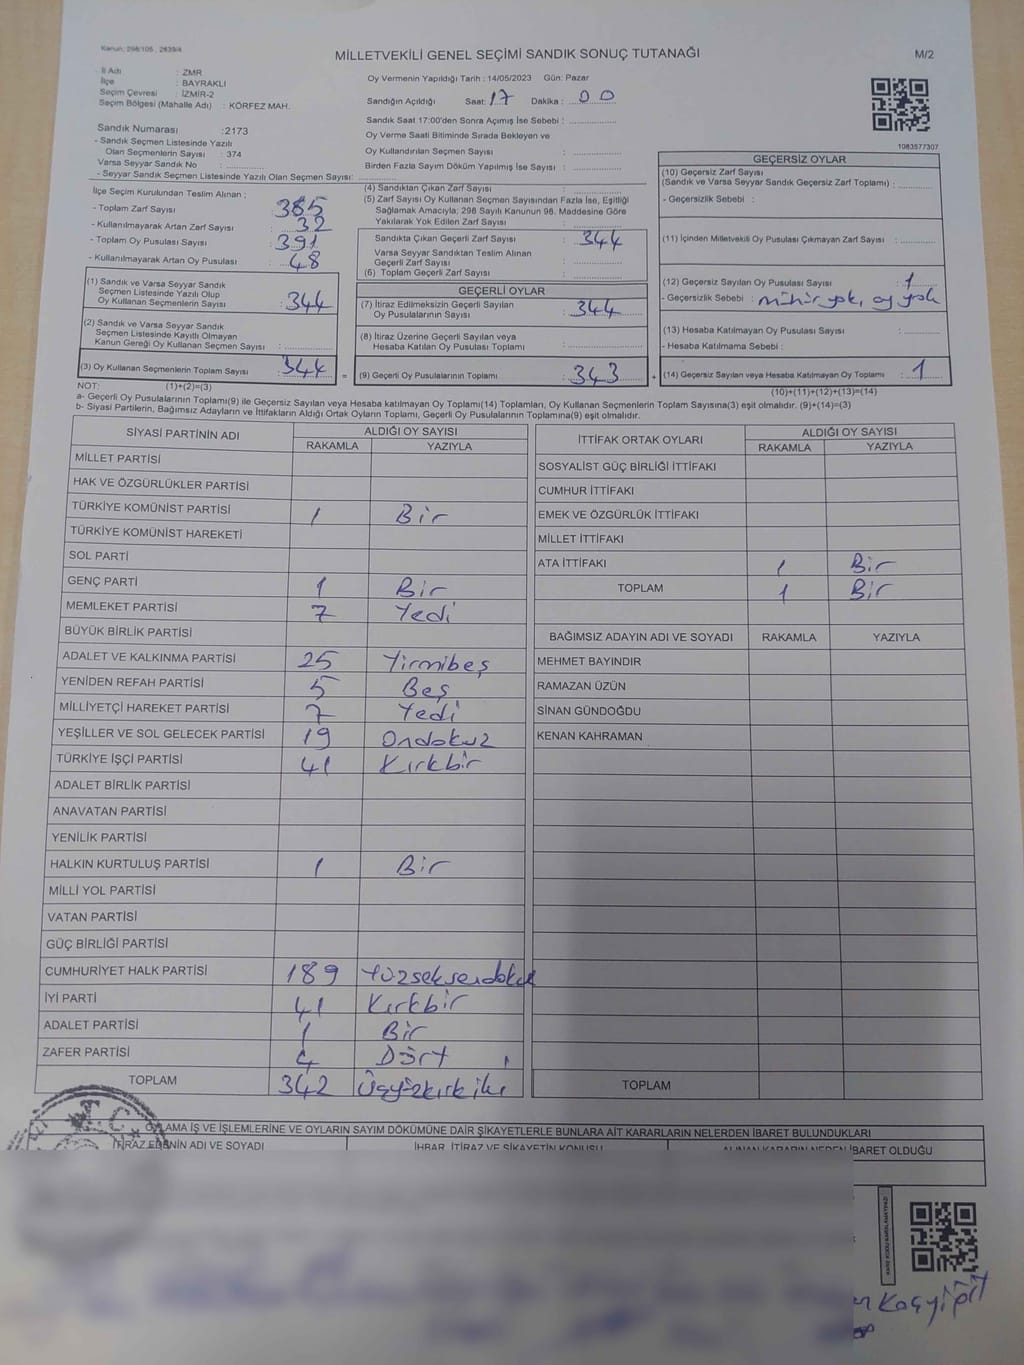 Kanun, 298/105 , 2839/4
MİLLETVEKİLİ GENEL SEÇİMİ SANDIK SONUÇ TUTANAĞI
M/2
İl Adı : ZMR
İlçe : BAYRAKLI
Seçim Çevresi : İZMİR-2
Seçim Bölgesi (Mahalle Adı) : KÖRFEZ MAH.
Sandık Numarası :2173
- Sandık Seçmen Listesinde Yazılı
Olan Seçmenlerin Sayısı : 374
Varsa Seyyar Sandık No :
- Seyyar Sandık Seçmen Listesinde Yazılı Olan Seçmen Sayısı:
Oy Vermenin Yapıldığı Tarih : 14/05/2023 Gün: Pazar
Sandığın Açıldığı Saat: 17 Dakika : 00
Sandık Saat 17:00'den Sonra Açımış İse Sebebi :
Oy Verme Saati Bitiminde Sırada Bekleyen ve
Oy Kullandırılan Seçmen Sayısı :
Birden Fazla Sayım Döküm Yapılmış İse Sayısı :
1083577307
İlçe Seçim Kurulundan Teslim Alınan ;
- Toplam Zarf Sayısı : 385
- Kullanılmayarak Artan Zarf Sayısı : 32
- Toplam Oy Pusulası Sayısı : 391
- Kullanılmayarak Artan Oy Pusulası : 48
(1) Sandık ve Varsa Seyyar Sandık
Seçmen Listesinde Yazılı Olup
Oy Kullanan Seçmenlerin Sayısı : 344
(2) Sandık ve Varsa Seyyar Sandık
Seçmen Listesinde Kayıtlı Olmayan
Kanun Gereği Oy Kullanan Seçmen Sayısı :
(3) Oy Kullanan Seçmenlerin Toplam Sayısı : 344
(4) Sandıktan Çıkan Zarf Sayısı :
(5) Zarf Sayısı Oy Kullanan Seçmen Sayısından Fazla İse, Eşitliği
Sağlamak Amacıyla; 298 Sayılı Kanunun 98. Maddesine Göre
Yakılarak Yok Edilen Zarf Sayısı :
Sandıkta Çıkan Geçerli Zarf Sayısı : 344
Varsa Seyyar Sandıktan Teslim Alınan
Geçerli Zarf Sayısı :
(6) Toplam Geçerli Zarf Sayısı :
GEÇERLİ OYLAR
(7) İtiraz Edilmeksizin Geçerli Sayılan
Oy Pusulalarının Sayısı : 344
(8) İtiraz Üzerine Geçerli Sayılan veya
Hesaba Katılan Oy Pusulası Toplamı :
= (9) Geçerli Oy Pusulalarının Toplamı : 343
GEÇERSİZ OYLAR
(10) Geçersiz Zarf Sayısı
(Sandık ve Varsa Seyyar Sandık Geçersiz Zarf Toplamı) :
- Geçersizlik Sebebi :
(11) İçinden Milletvekili Oy Pusulası Çıkmayan Zarf Sayısı :
(12) Geçersiz Sayılan Oy Pusulası Sayısı : 1
- Geçersizlik Sebebi : mühür yok, oy yok
(13) Hesaba Katılmayan Oy Pusulası Sayısı :
- Hesaba Katılmama Sebebi :
+ (14) Geçersiz Sayılan veya Hesaba Katılmayan Oy Toplamı : 1
NOT: (1)+(2)=(3)
(10)+(11)+(12)+(13)=(14)
a- Geçerli Oy Pusulalarının Toplamı(9) ile Geçersiz Sayılan veya Hesaba katılmayan Oy Toplamı(14) Toplamları, Oy Kullanan Seçmenlerin Toplam Sayısına(3) eşit olmalıdır. (9)+(14)=(3)
b- Siyasi Partilerin, Bağımsız Adayların ve İttifakların Aldığı Ortak Oyların Toplamı, Geçerli Oy Pusulalarının Toplamına(9) eşit olmalıdır.
SİYASİ PARTİNİN ADI ALDIĞI OY SAYISI
RAKAMLA YAZIYLA
MİLLET PARTİSİ
HAK VE ÖZGÜRLÜKLER PARTİSİ
TÜRKİYE KOMÜNİST PARTİSİ 1 Bir
TÜRKİYE KOMÜNİST HAREKETİ
SOL PARTİ
GENÇ PARTİ 1 Bir
MEMLEKET PARTİSİ 7 Yedi
BÜYÜK BİRLİK PARTİSİ
ADALET VE KALKINMA PARTİSİ 25 Yirmibeş
YENİDEN REFAH PARTİSİ 5 Beş
MİLLİYETÇİ HAREKET PARTİSİ 7 Yedi
YEŞİLLER VE SOL GELECEK PARTİSİ 19 Ondokuz
TÜRKİYE İŞÇİ PARTİSİ 41 Kırkbir
ADALET BİRLİK PARTİSİ
ANAVATAN PARTİSİ
YENİLİK PARTİSİ
HALKIN KURTULUŞ PARTİSİ 1 Bir
MİLLİ YOL PARTİSİ
VATAN PARTİSİ
GÜÇ BİRLİĞİ PARTİSİ
CUMHURİYET HALK PARTİSİ 189 Yüzseksendoku
İYİ PARTİ 41 Kırkbir
ADALET PARTİSİ 1 Bir
ZAFER PARTİSİ 4 Dört
TOPLAM 342 Üçyüzkırkiki
İTTİFAK ORTAK OYLARI ALDIĞI OY SAYISI
RAKAMLA YAZIYLA
SOSYALİST GÜÇ BİRLİĞİ İTTİFAKI
CUMHUR İTTİFAKI
EMEK VE ÖZGÜRLÜK İTTİFAKI
MİLLET İTTİFAKI
ATA İTTİFAKI 1 Bir
TOPLAM 1 Bir
BAĞIMSIZ ADAYIN ADI VE SOYADI RAKAMLA YAZIYLA
MEHMET BAYINDIR
RAMAZAN ÜZÜN
SİNAN GÜNDOĞDU
KENAN KAHRAMAN
TOPLAM
T.C.
OYLAMA İŞ VE İŞLEMLERİNE VE OYLARIN SAYIM DÖKÜMÜNE DAİR ŞİKAYETLERLE BUNLARA AİT KARARLARIN NELERDEN İBARET BULUNDUKLARI
İTİRAZ EDENİN ADI VE SOYADI İHBAR, İTİRAZ VE ŞİKAYETİN KONUSU ALINAN KARARIN NEDEN İBARET OLDUĞU
Koçyiğit